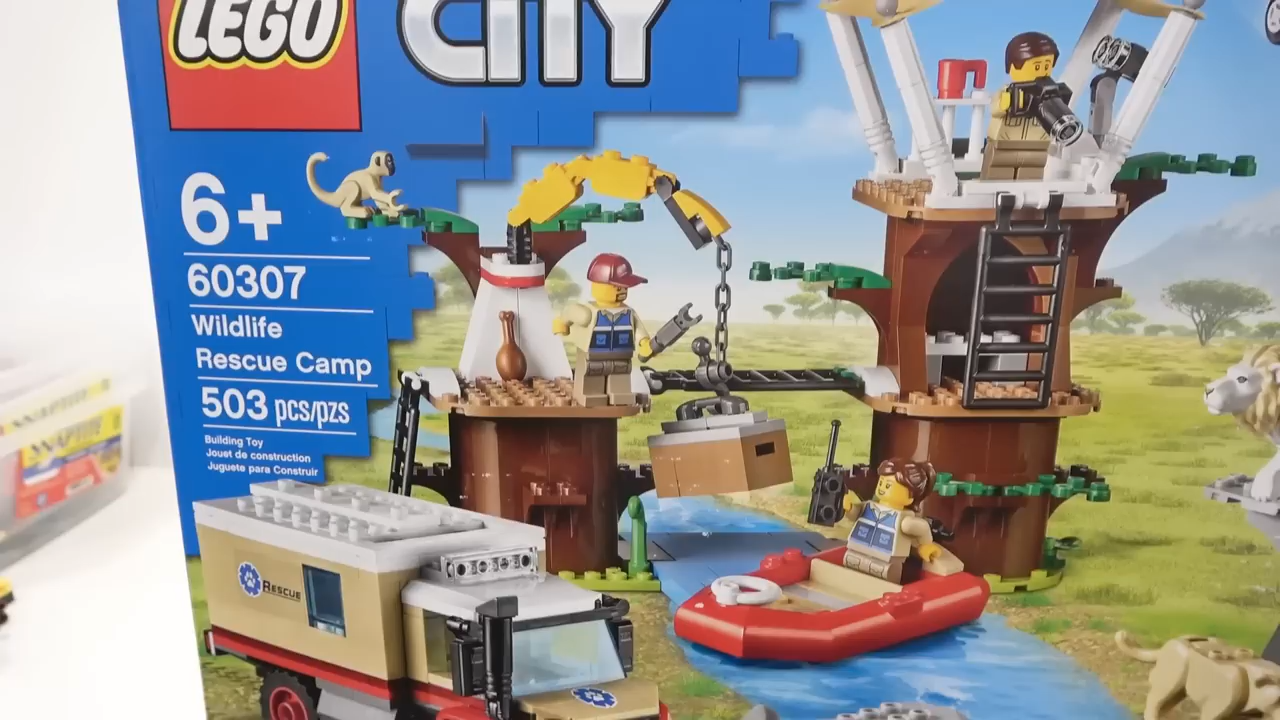 LEGO
CITY
6+
60307
Wildlife
Rescue Camp
503 pcs/pzs
Building Toy
Jouet de construction
Juguete para Construir
RESCUE